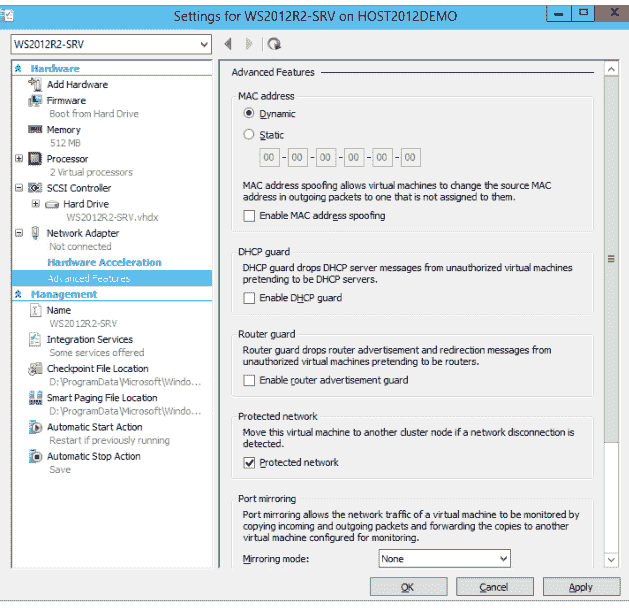 Settings for WS2012R2-SRV on HOST2012DEMO
WS2012R2-SRV
Hardware
Add Hardware
Firmware
Boot from Hard Drive
Memory
512 MB
Processor
2 Virtual processors
SCSI Controller
Hard Drive
WS2012R2-SRV.vhdx
Network Adapter
Not connected
Hardware Acceleration
Advanced Features
Management
Name
WS2012R2-SRV
Integration Services
Some services offered
Checkpoint File Location
D:\ProgramData\Microsoft\Windo...
Smart Paging File Location
D:\ProgramData\Microsoft\Windo...
Automatic Start Action
Restart if previously running
Automatic Stop Action
Save
Advanced Features
MAC address
Dynamic
Static
00 - 00 - 00 - 00 - 00 - 00
MAC address spoofing allows virtual machines to change the source MAC
address in outgoing packets to one that is not assigned to them.
Enable MAC address spoofing
DHCP guard
DHCP guard drops DHCP server messages from unauthorized virtual machines
pretending to be DHCP servers.
Enable DHCP guard
Router guard
Router guard drops router advertisement and redirection messages from
unauthorized virtual machines pretending to be routers.
Enable router advertisement guard
Protected network
Move this virtual machine to another cluster node if a network disconnection is
detected.
Protected network
Port mirroring
Port mirroring allows the network traffic of a virtual machine to be monitored by
copying incoming and outgoing packets and forwarding the copies to another
virtual machine configured for monitoring.
Mirroring mode: None
OK Cancel Apply